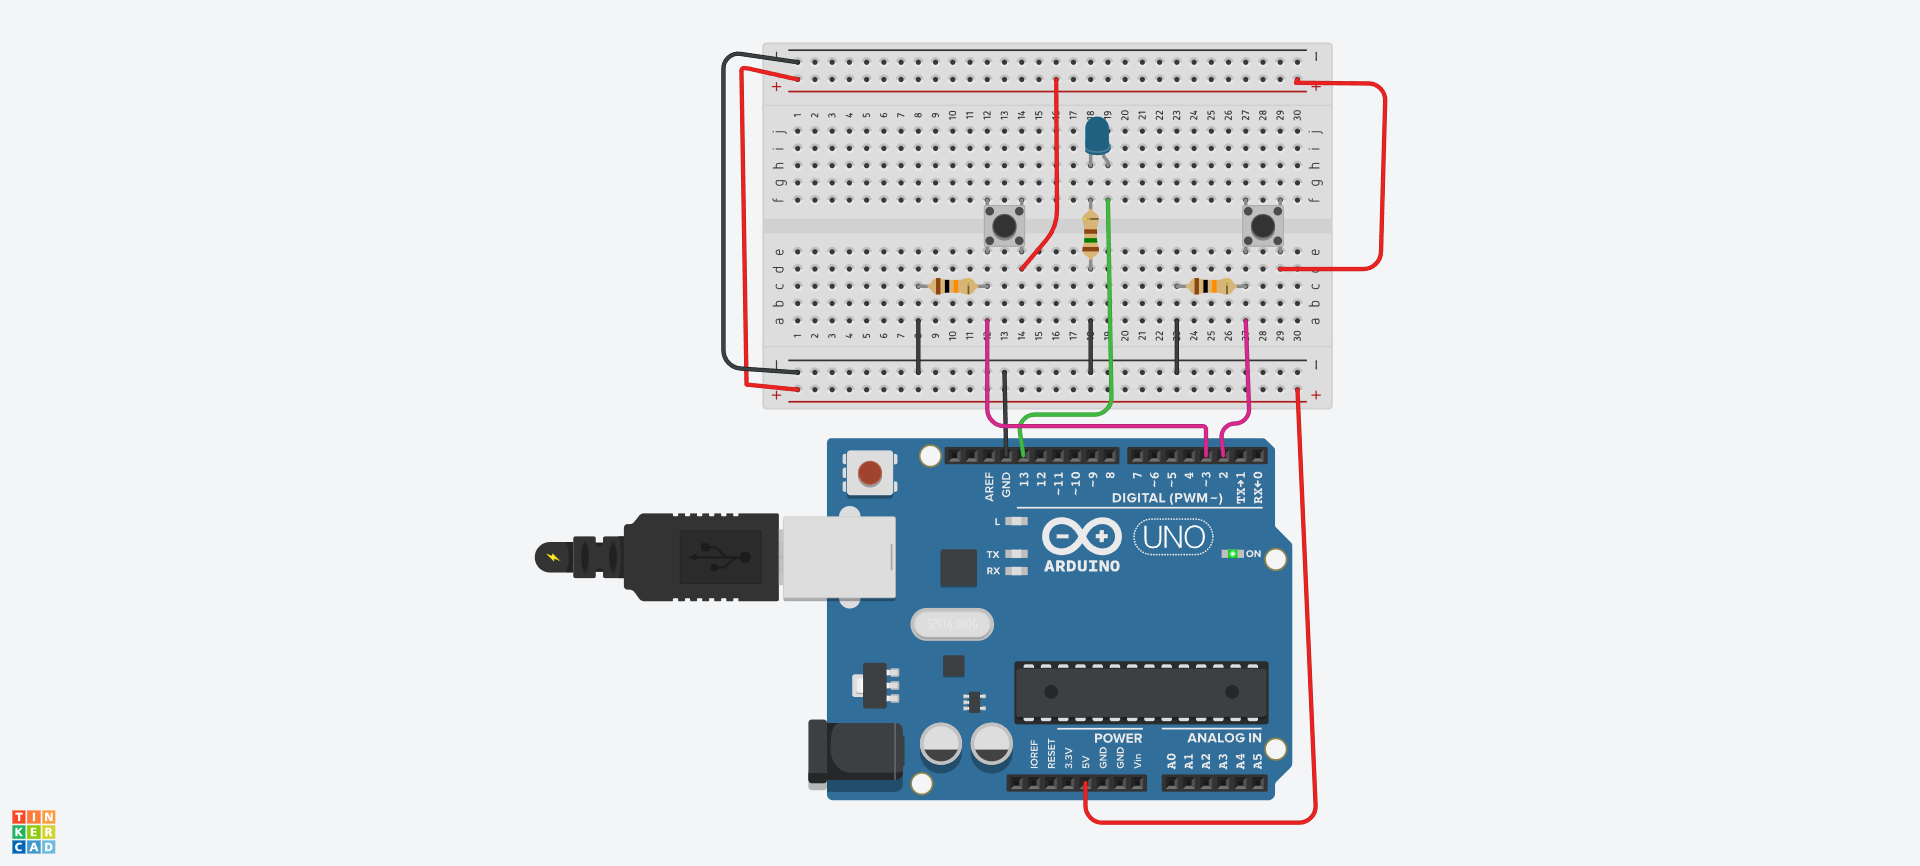 − −
+ +
1 2 3 4 5 6 7 8 9 10 11 12 13 14 15 16 17 18 19 20 21 22 23 24 25 26 27 28 29 30
j j
i i
h h
g g
f f
e e
d
c c
b b
a a
1 2 3 4 5 6 7 9 10 11 12 13 14 15 16 17 18 19 20 21 22 23 24 25 26 27 28 29 30
− −
+ +
AREF GND 13 12 ~11 ~10 ~9 8 7 ~6 ~5 4 ~3 2 TX→1 RX←0
DIGITAL (PWM~)
L
− + UNO
TX ON
ARDUINO
RX
SPK16.000G
POWER ANALOG IN
IOREF RESET 3.3V 5V GND GND Vin A0 A1 A2 A3 A4 A5
TIN
KER
CAD